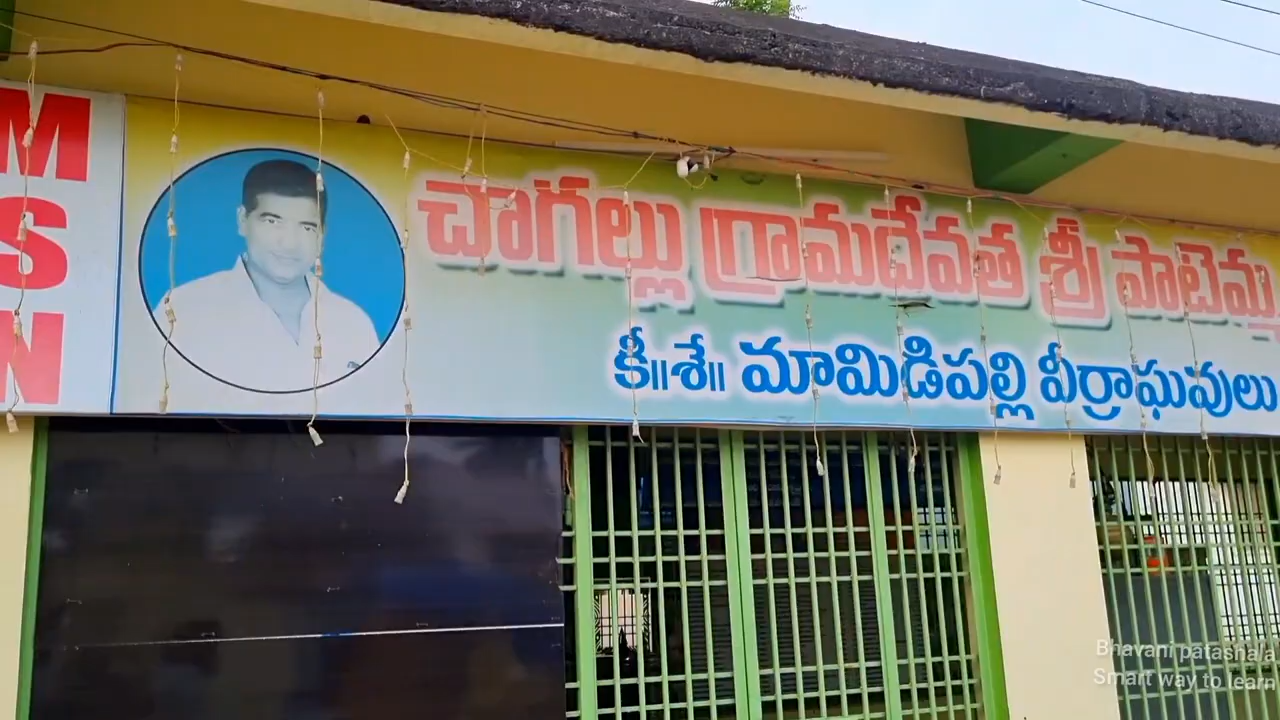 M
S
N
చాగల్లు గ్రామదేవత శ్రీ పాటెమ్మ
కీ॥శే॥ మామిడిపల్లి వీర్రాఘవులు
Bhavani patashala
Smart way to learn